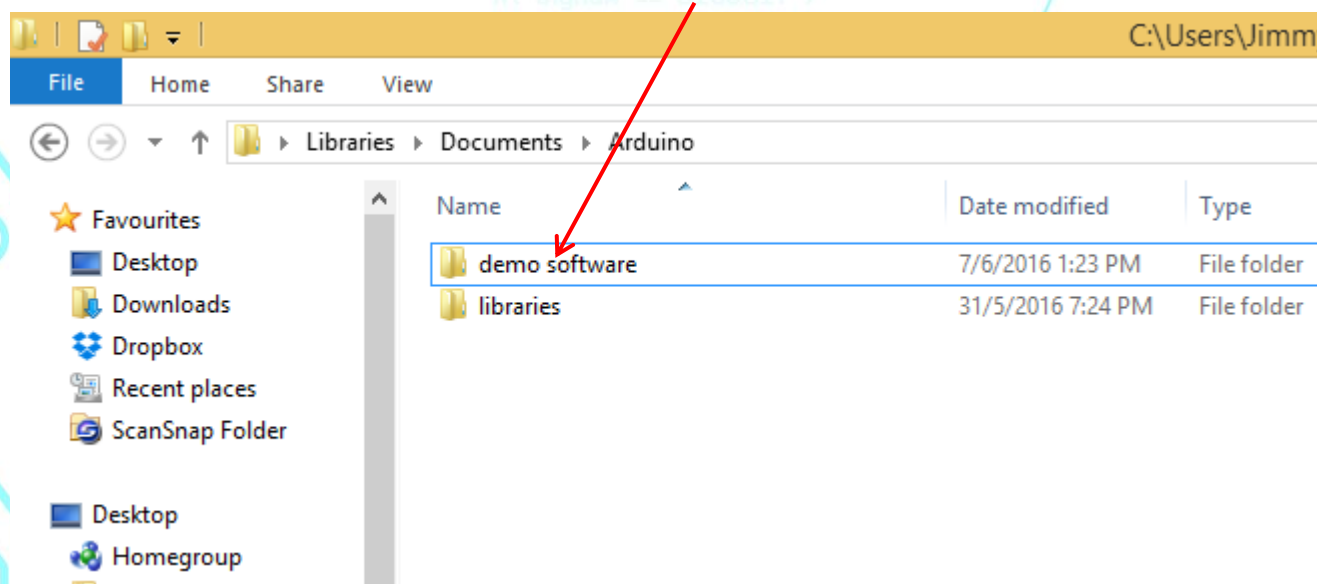 C:\Users\Jimm
File Home Share View
Libraries Documents Arduino
Name Date modified Type
Favourites
Desktop
Downloads
Dropbox
Recent places
ScanSnap Folder
Desktop
Homegroup
demo software 7/6/2016 1:23 PM File folder
libraries 31/5/2016 7:24 PM File folder